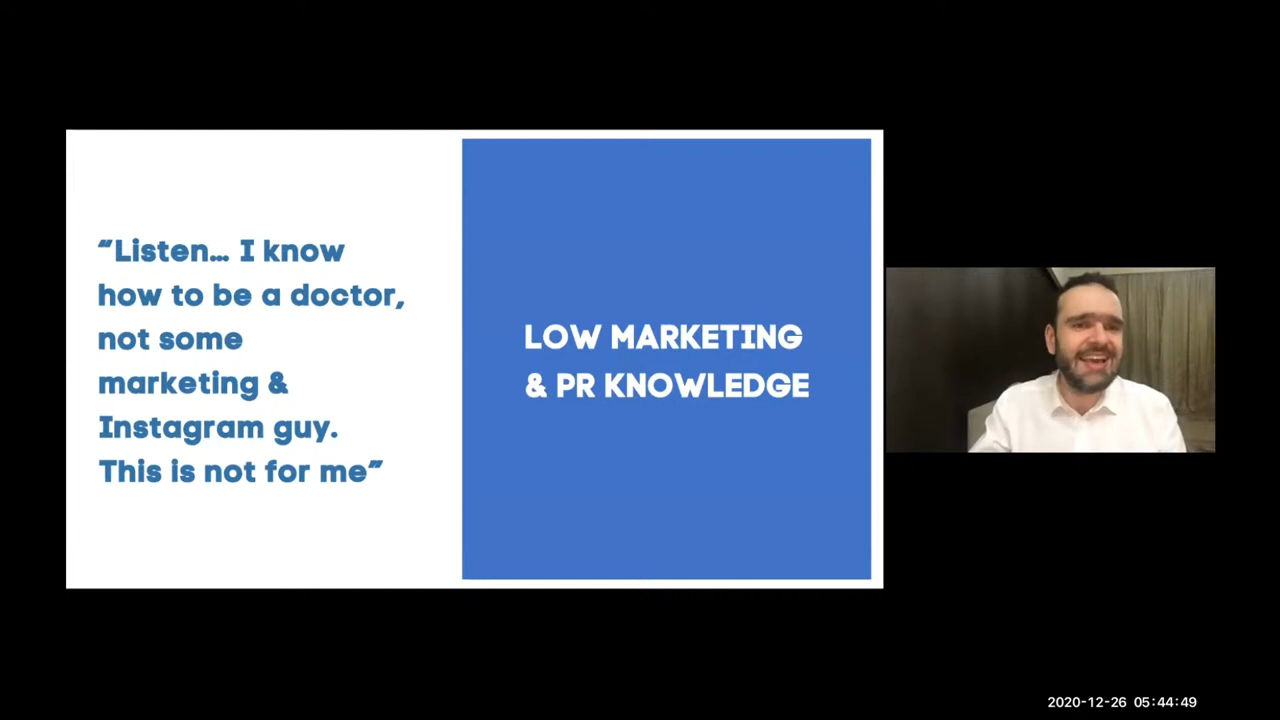 “Listen... I know
how to be a doctor,
not some
marketing &
Instagram guy.
This is not for me”
LOW MARKETING
& PR KNOWLEDGE
2020-12-26 05:44:49